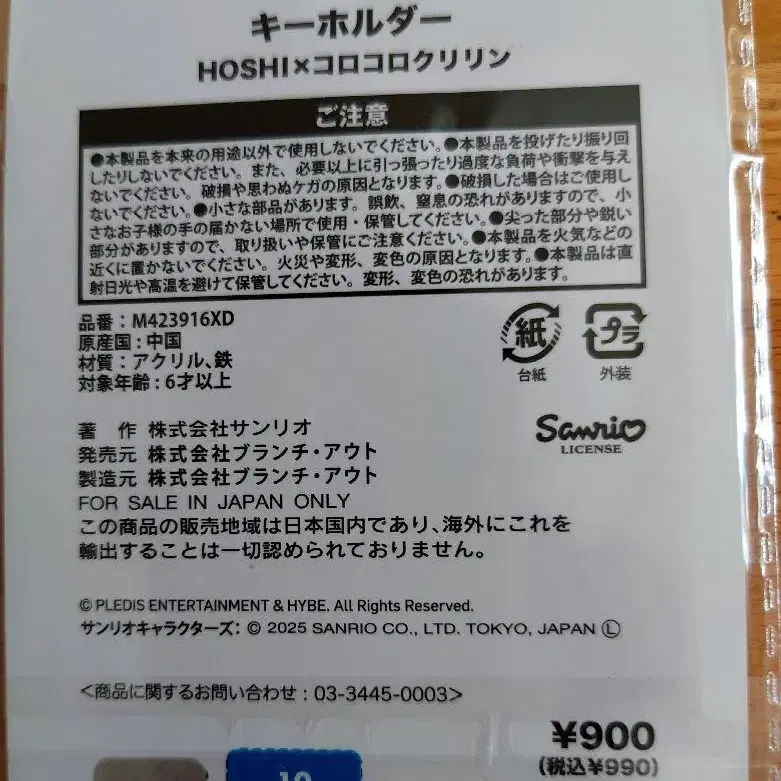 キーホルダー
HOSHI×コロコロクリリン
ご注意
●本製品を本来の用途以外で使用しないでください。●本製品を投げたり振り回
したりしないでください。また、必要以上に引っ張ったり過度な負荷や衝撃を与え
ないでください。破損や思わぬケガの原因となります。●破損した場合はご使用し
ないでください。●小さな部品があります。誤飲、窒息の恐れがありますので、小
さなお子様の手の届かない場所で使用・保管してください。●尖った部分や鋭い
部分がありますので、取り扱いや保管にご注意ください。●本製品を火気などの
近くに置かないでください。火災や変形、変色の原因となります。●本製品は直
射日光や高温を避けて保管してください。変形、変色の恐れがあります。
品番：M423916XD
原産国：中国
材質：アクリル、鉄
対象年齢：6才以上
紙
台紙
プラ
外装
著　作 株式会社サンリオ
発売元 株式会社ブランチ・アウト
製造元 株式会社ブランチ・アウト
Sanrio
LICENSE
FOR SALE IN JAPAN ONLY
この商品の販売地域は日本国内であり、海外にこれを
輸出することは一切認められておりません。
© PLEDIS ENTERTAINMENT & HYBE. All Rights Reserved.
サンリオキャラクターズ：© 2025 SANRIO CO., LTD. TOKYO, JAPAN Ⓛ
<商品に関するお問い合わせ：03-3445-0003>
¥900
(税込¥990)